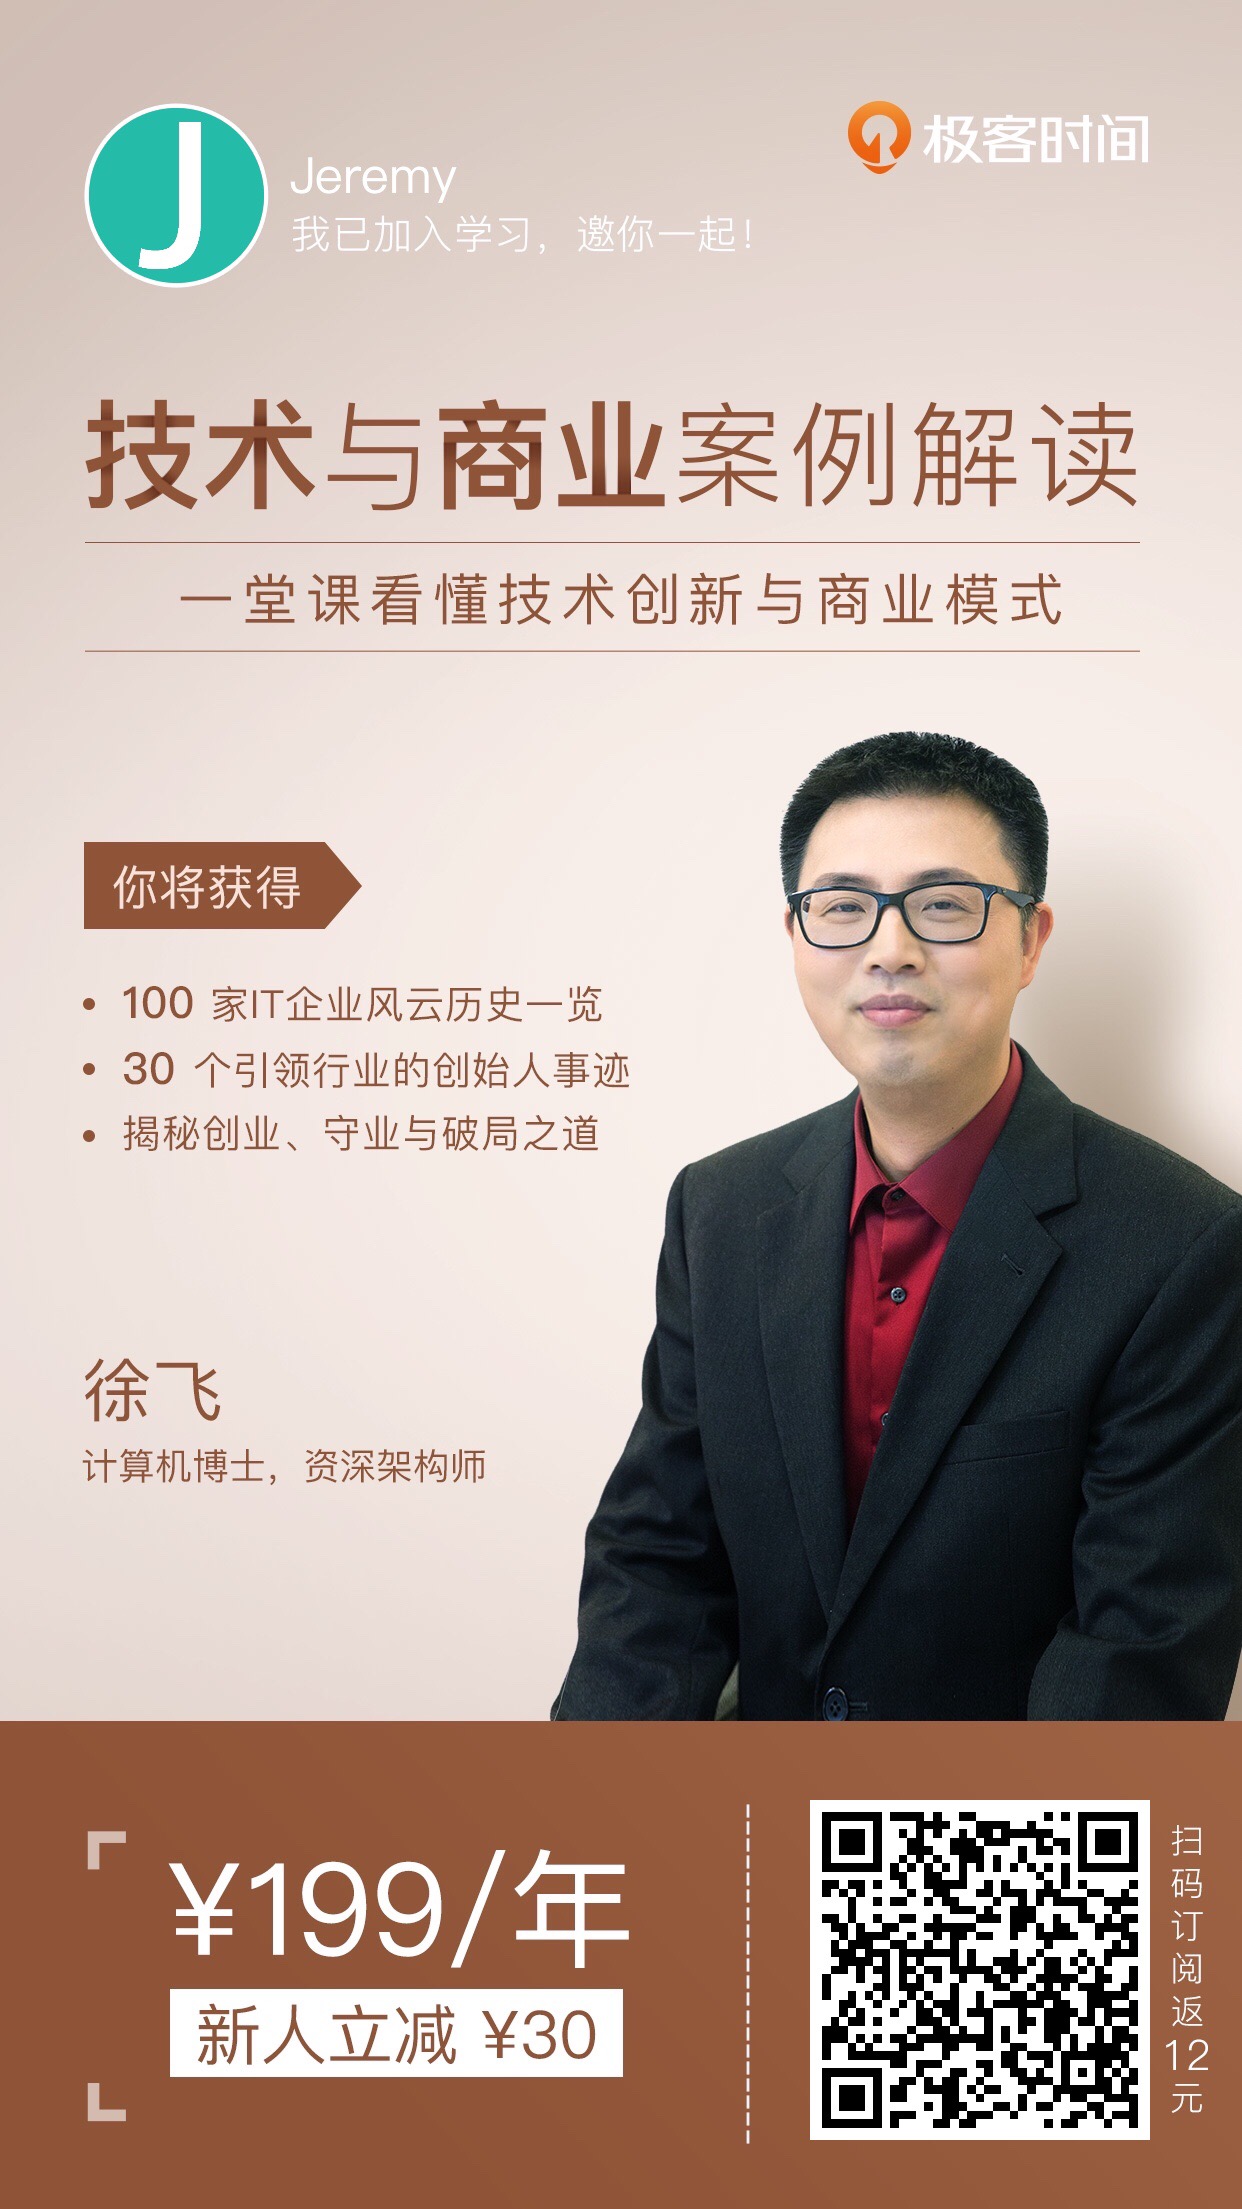 J
极客时间
Jeremy
我已加入学习，邀你一起！
技术与商业案例解读
一堂课看懂技术创新与商业模式
你将获得
• 100 家IT企业风云历史一览
• 30 个引领行业的创始人事迹
• 揭秘创业、守业与破局之道
徐飞
计算机博士，资深架构师
¥199/年
新人立减 ¥30
扫码订阅返12元